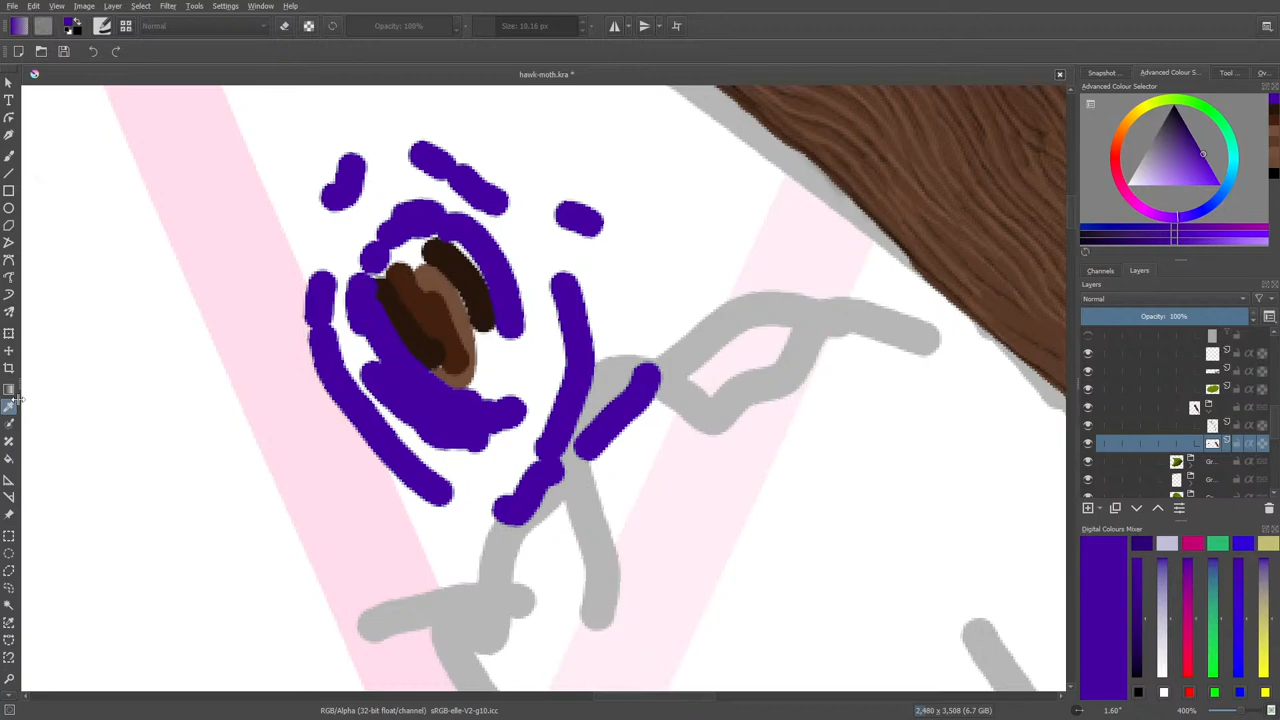 File Edit View Image Layer Select Filter Tools Settings Window Help
Normal Opacity: 100% Size: 10.16 px
hawk-moth.kra *
Snapshot ... Advanced Colour S... Tool ... Ov...
Advanced Colour Selector
Channels Layers
Layers
Normal
Opacity: 100%
Gr...
Gr...
Digital Colours Mixer
RGB/Alpha (32-bit float/channel) sRGB-elle-V2-g10.icc 2,480 x 3,508 (6.7 GiB) 1.60° 400%